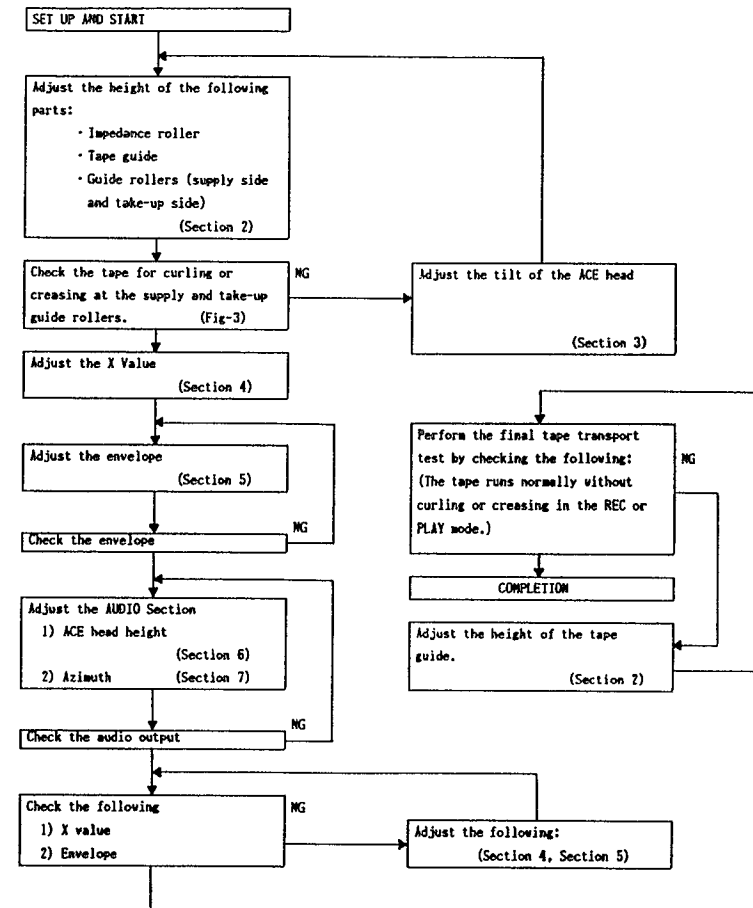 SET UP AND START
Adjust the height of the following
parts:
· Impedance roller
· Tape guide
· Guide rollers (supply side
and take-up side)
(Section 2)
Check the tape for curling or
creasing at the supply and take-up
guide rollers. (Fig-3)
NG
Adjust the tilt of the ACE head
(Section 3)
Adjust the X Value
(Section 4)
Adjust the envelope
(Section 5)
NG
Check the envelope
Adjust the AUDIO Section
1) ACE head height
(Section 6)
2) Azimuth (Section 7)
NG
Check the audio output
Check the following
1) X value
2) Envelope
NG
Adjust the following:
(Section 4, Section 5)
Perform the final tape transport
test by checking the following:
(The tape runs normally without
curling or creasing in the REC or
PLAY mode.)
NG
COMPLETION
Adjust the height of the tape
guide.
(Section 2)